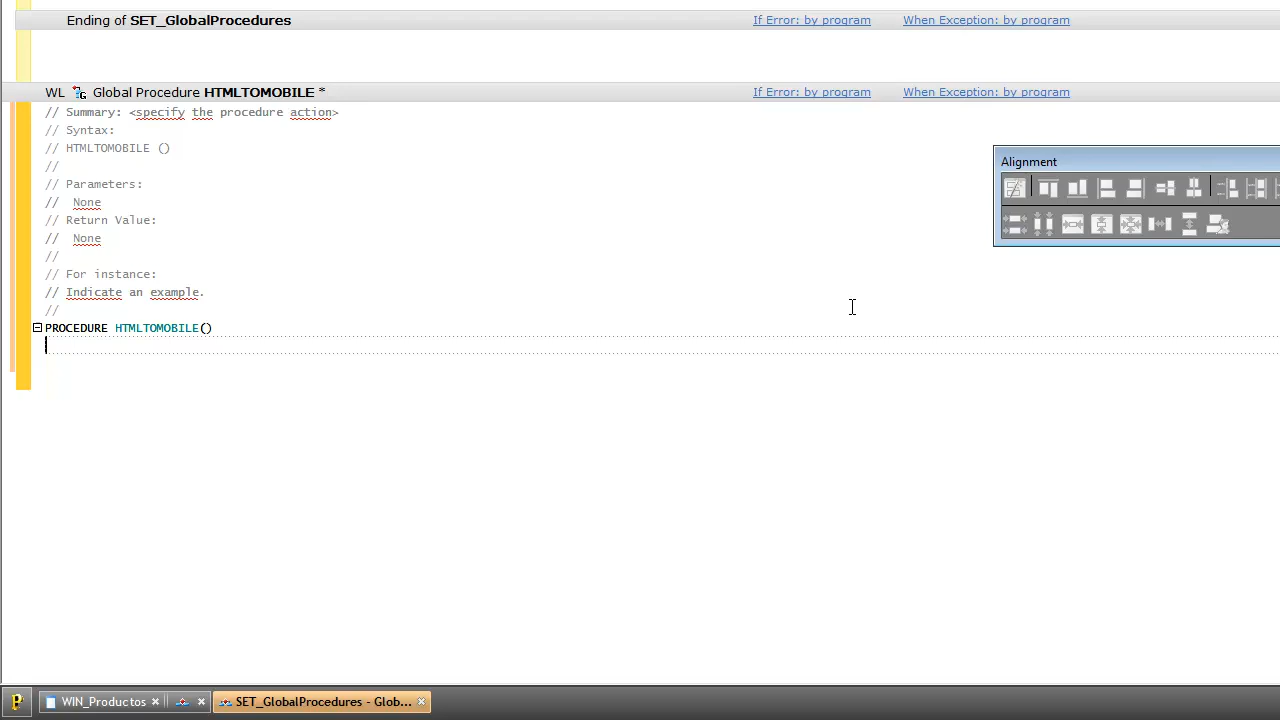 Ending of SET_GlobalProcedures If Error: by program When Exception: by program
WL Global Procedure HTMLTOMOBILE * If Error: by program When Exception: by program
// Summary: <specify the procedure action>
// Syntax:
// HTMLTOMOBILE ()
//
// Parameters:
// None
// Return Value:
// None
//
// For instance:
// Indicate an example.
//
PROCEDURE HTMLTOMOBILE()
Alignment
WIN_Productos SET_GlobalProcedures - Glob...